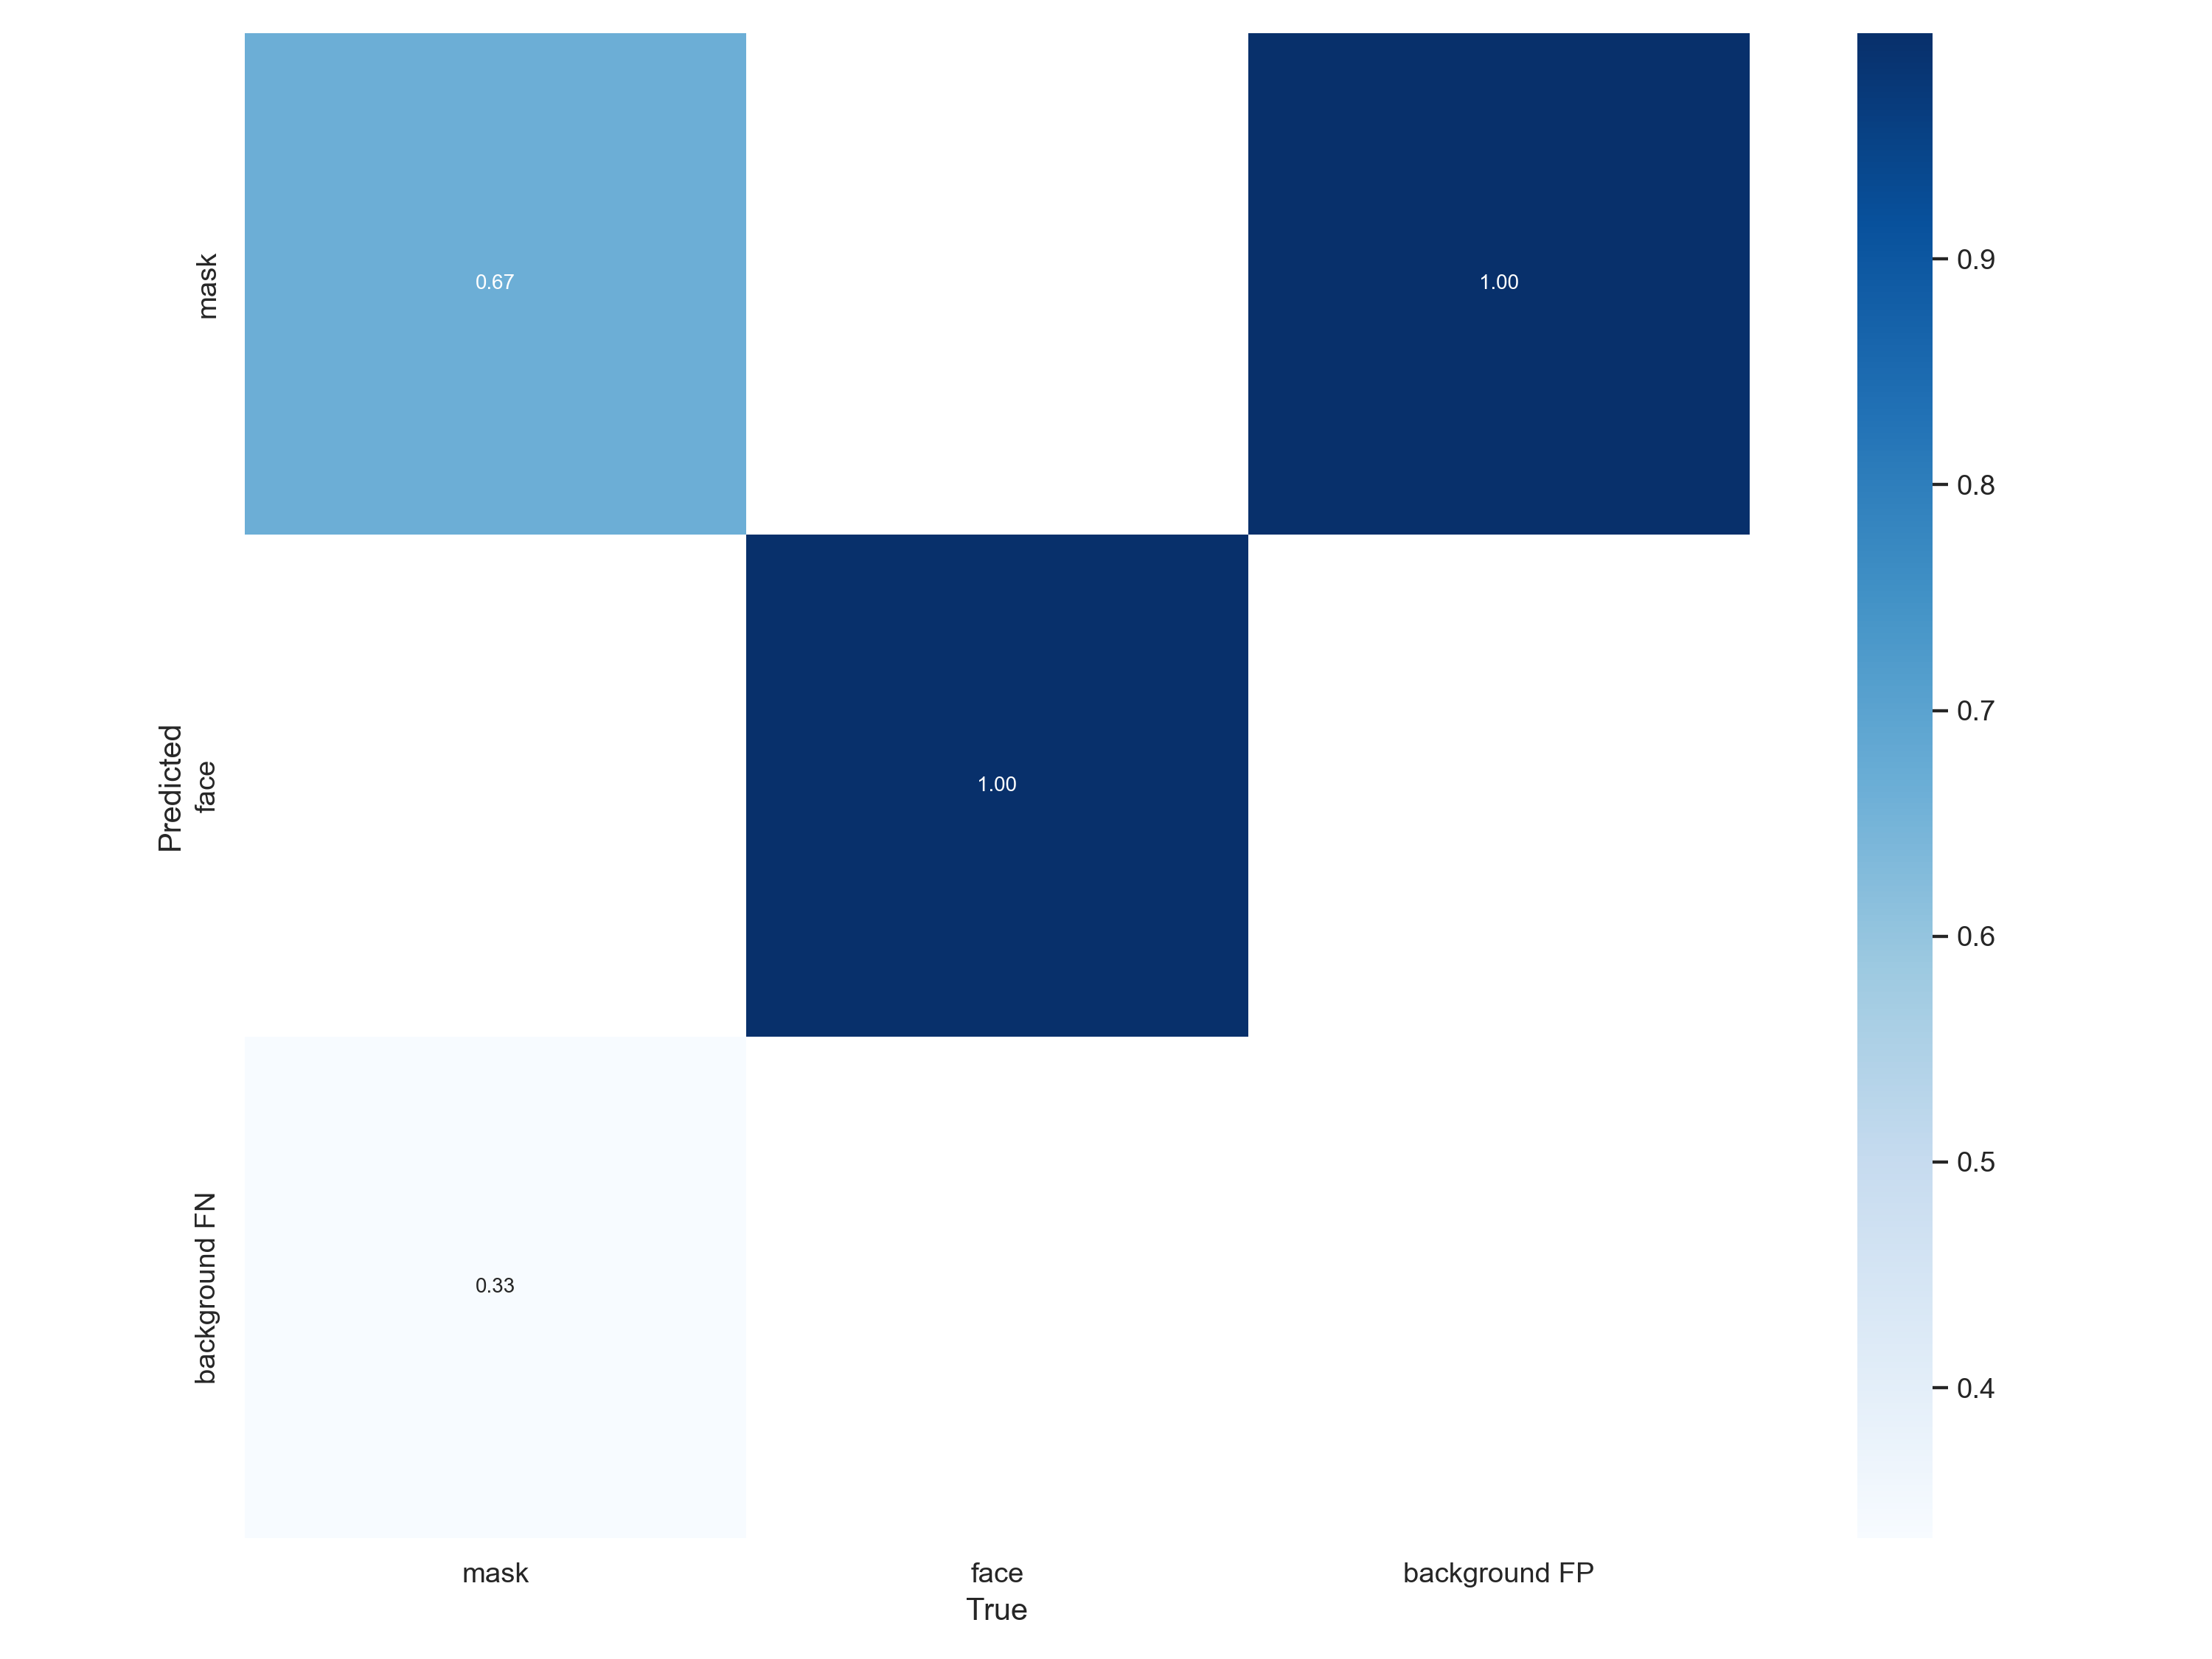 mask
face
background FN
Predicted
0.67
1.00
1.00
0.33
mask
face
background FP
True
0.9
0.8
0.7
0.6
0.5
0.4